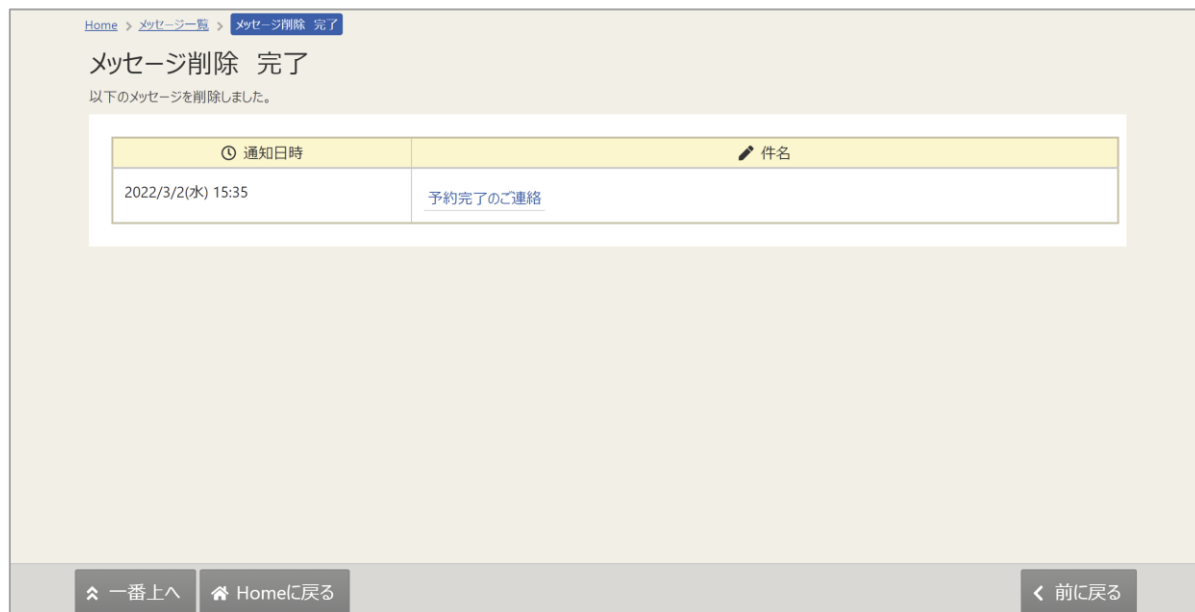 Home > メッセージ一覧 > メッセージ削除 完了
メッセージ削除 完了
以下のメッセージを削除しました。
通知日時 件名
2022/3/2(水) 15:35 予約完了のご連絡
一番上へ Homeに戻る 前に戻る